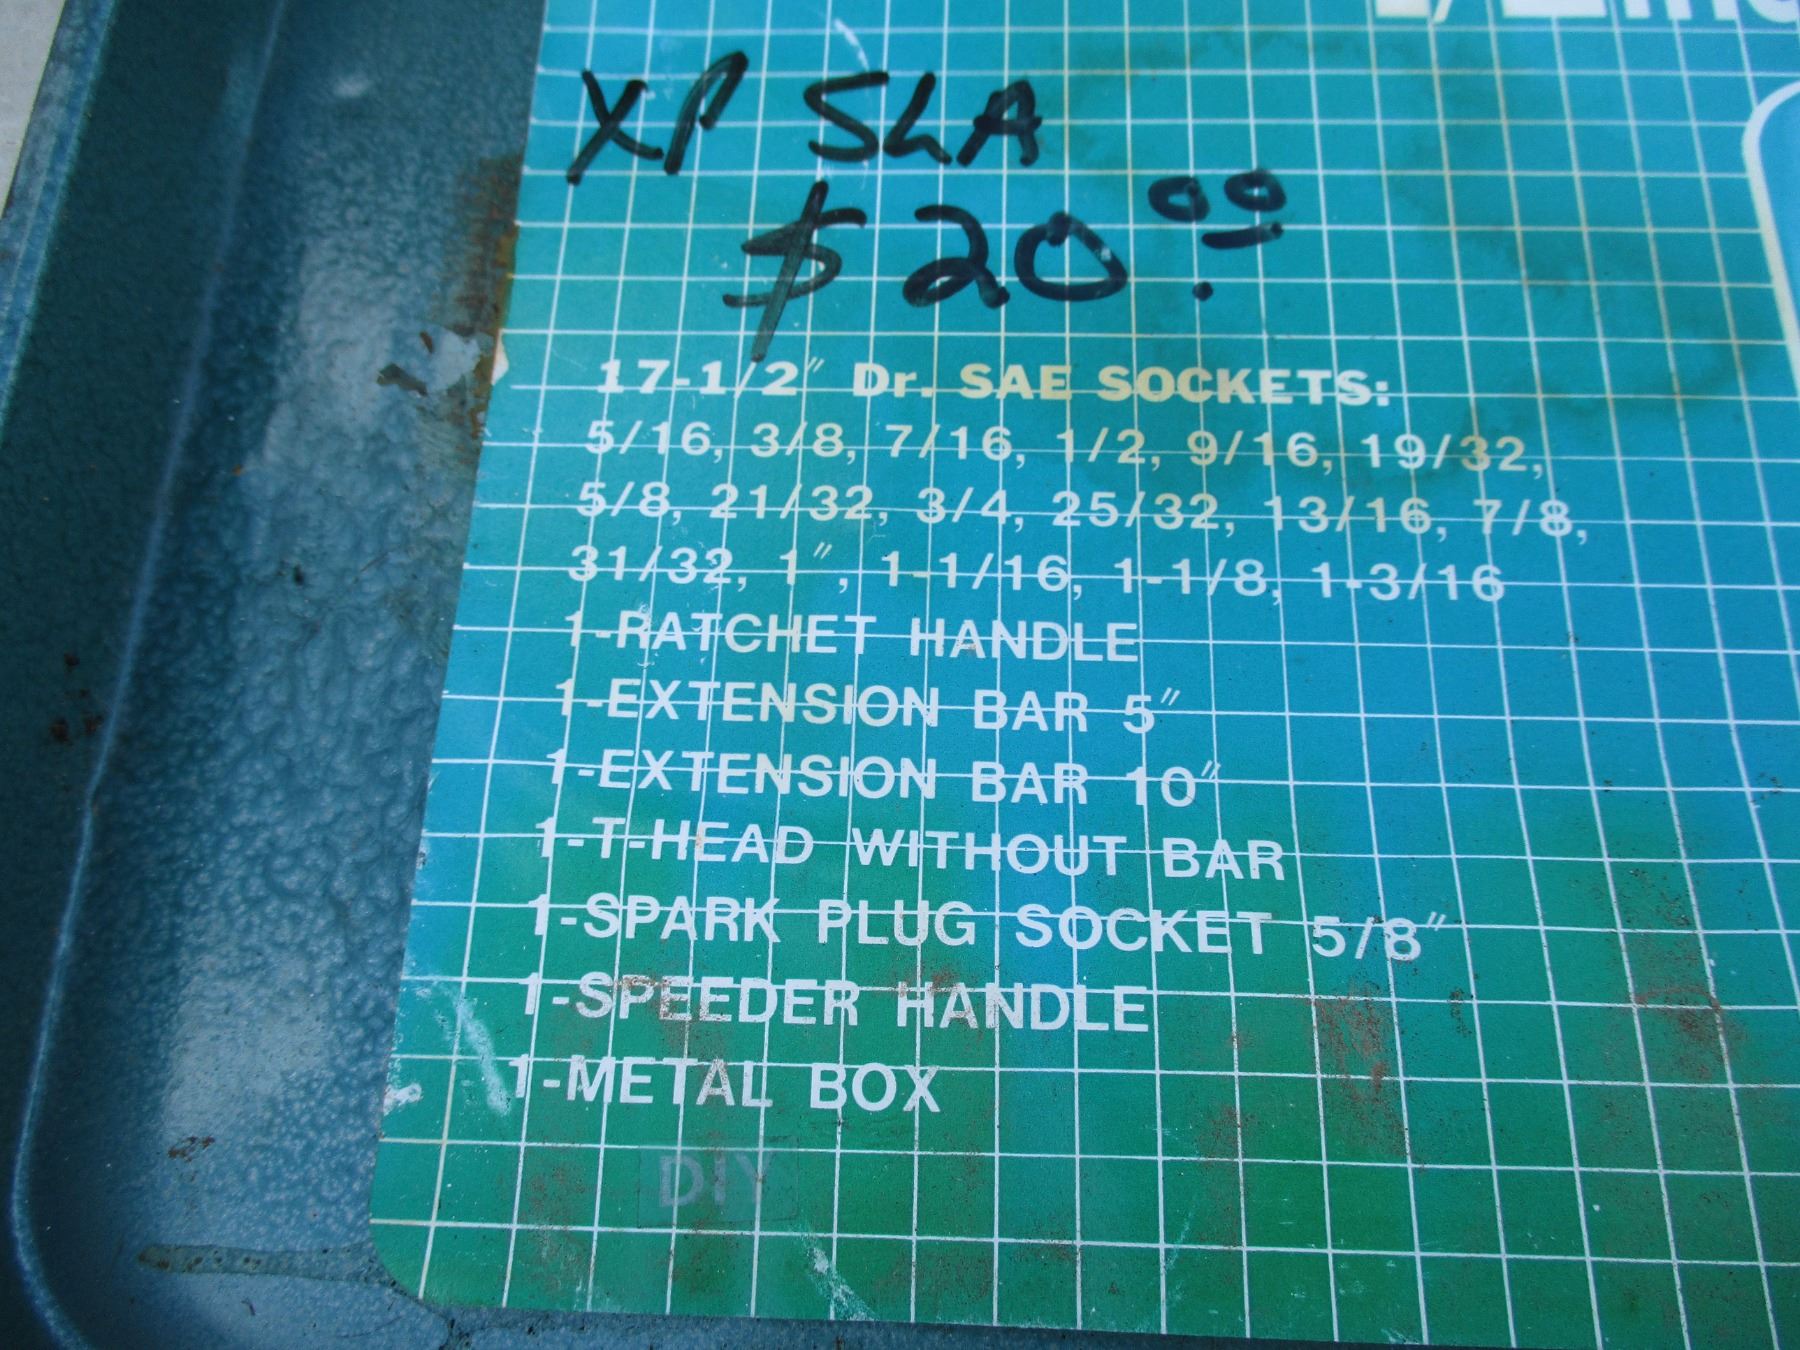 XP SLA
$20.00
17-1/2" Dr. SAE SOCKETS:
5/16, 3/8, 7/16, 1/2, 9/16, 19/32,
5/8, 21/32, 3/4, 25/32, 13/16, 7/8,
31/32, 1", 1-1/16, 1-1/8, 1-3/16
1-RATCHET HANDLE
1-EXTENSION BAR 5"
1-EXTENSION BAR 10"
1-T-HEAD WITHOUT BAR
1-SPARK PLUG SOCKET 5/8"
1-SPEEDER HANDLE
1-METAL BOX
DIY